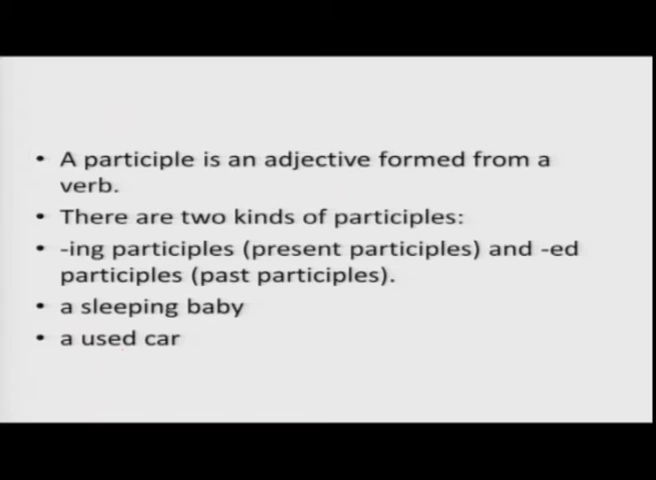 • A participle is an adjective formed from a
verb.
• There are two kinds of participles:
• -ing participles (present participles) and -ed
participles (past participles).
• a sleeping baby
• a used car